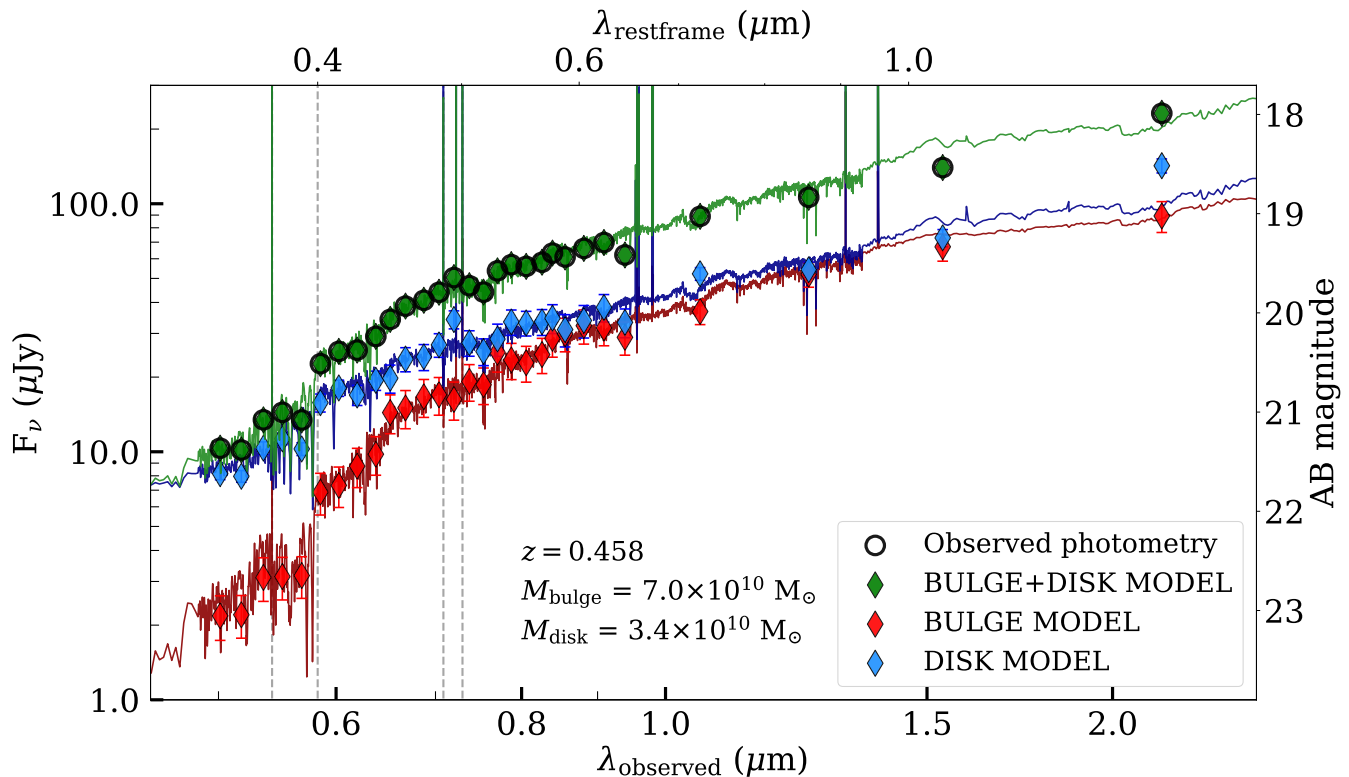 λrestframe (μm)
0.4 0.6 1.0
Fν (μJy)
100.0
10.0
1.0
18
19
20
21
22
23
AB magnitude
z = 0.458
Mbulge = 7.0×10¹⁰ M⊙
Mdisk = 3.4×10¹⁰ M⊙
Observed photometry
BULGE+DISK MODEL
BULGE MODEL
DISK MODEL
0.6 0.8 1.0 1.5 2.0
λobserved (μm)